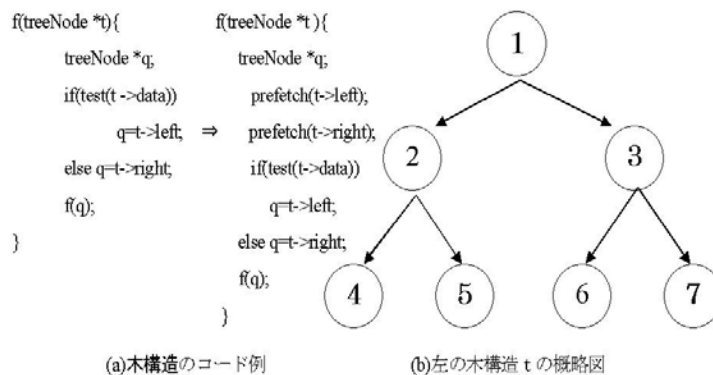 f(treeNode *t){
treeNode *q;
if(test(t ->data))
q=t->left;
else q=t->right;
f(q);
}
⇒
f(treeNode *t ){
treeNode *q;
prefetch(t->left);
prefetch(t->right);
if(test(t->data))
q=t->left;
else q=t->right;
f(q);
}
(a)木構造のコード例
1
2 3
4 5 6 7
(b)左の木構造 t の概略図